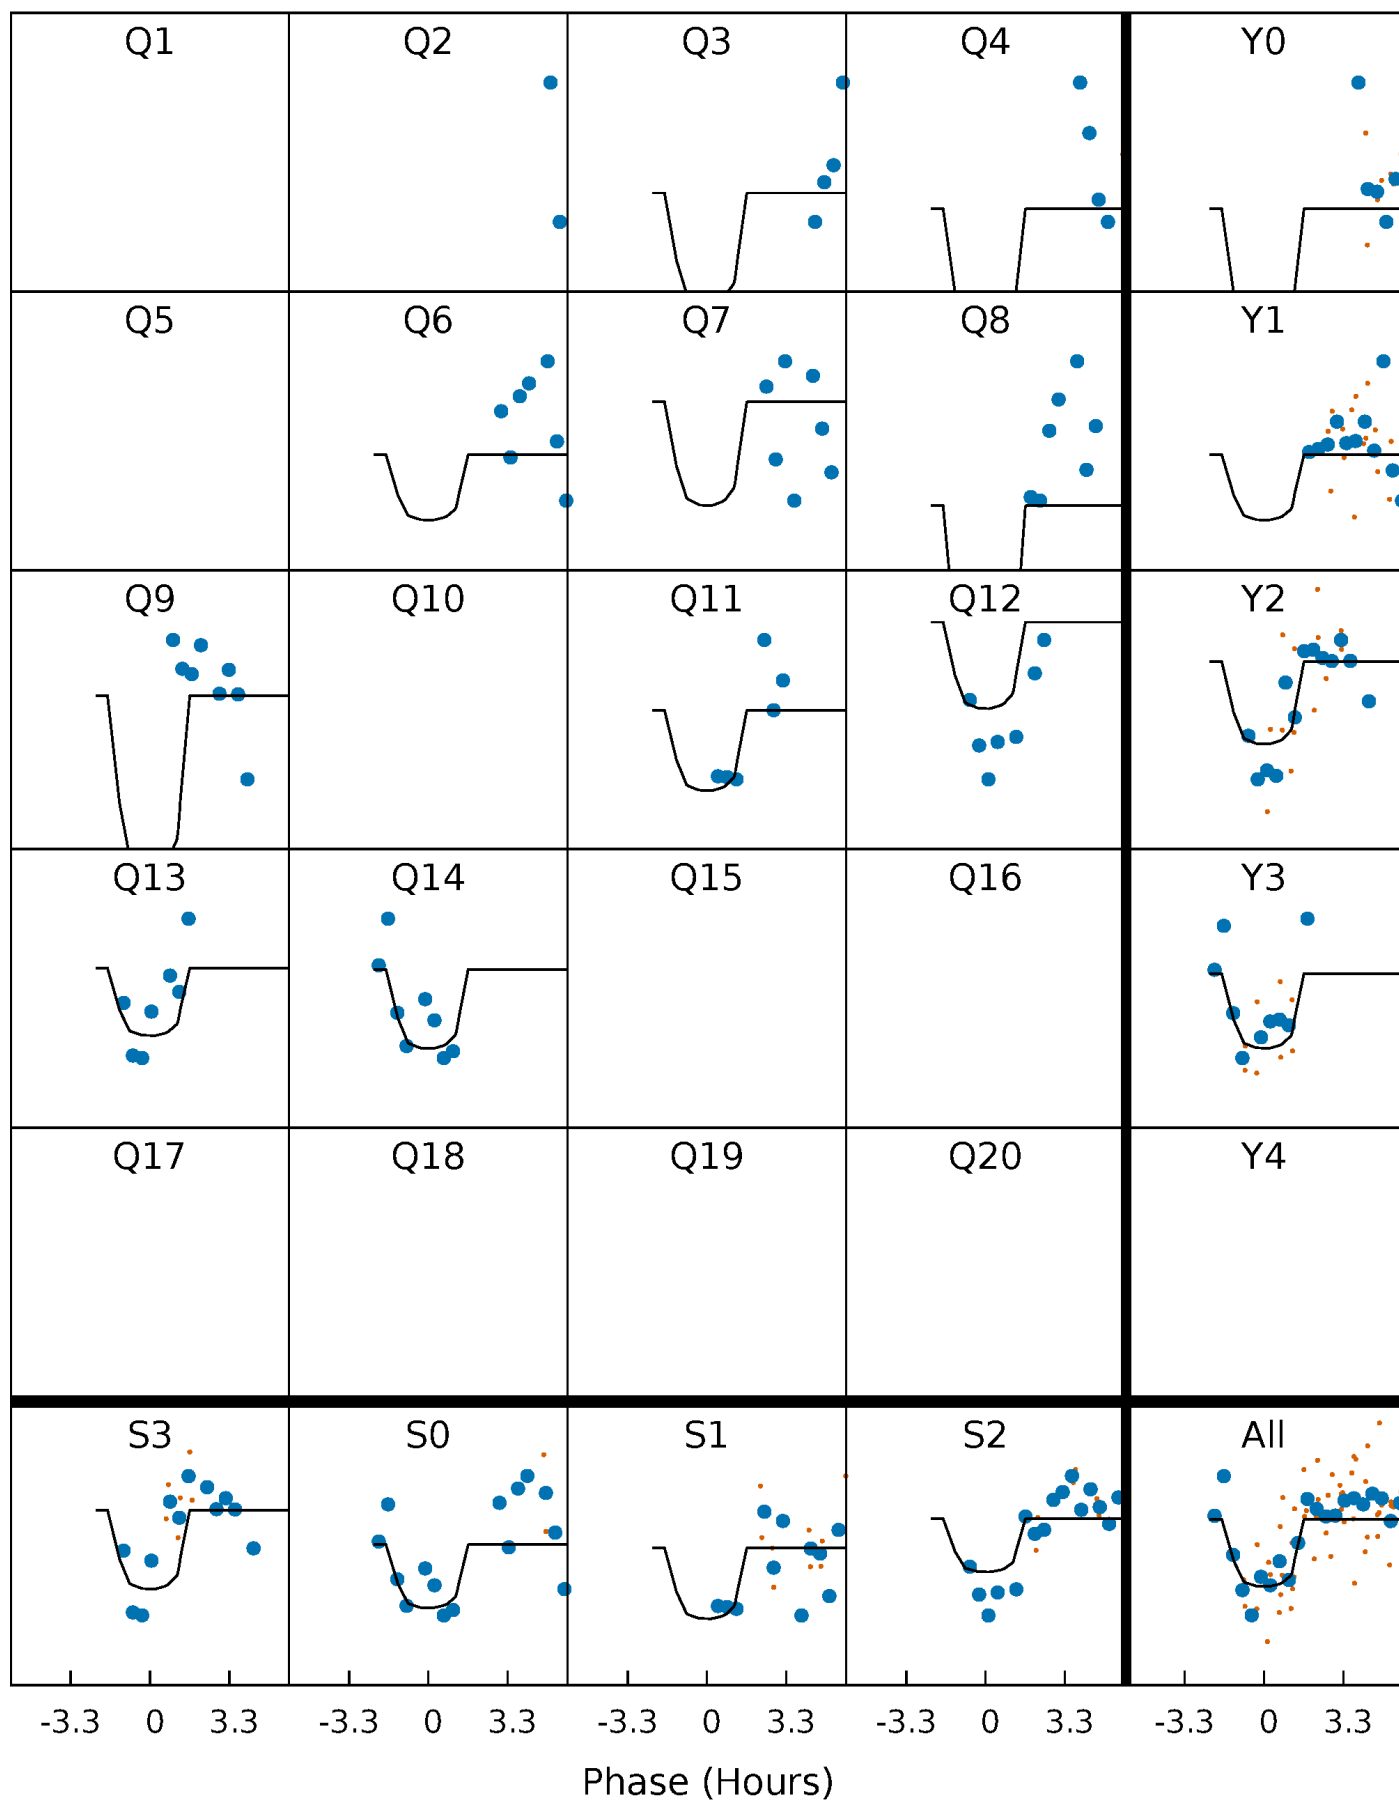 Q1 Q2 Q3 Q4 Y0
Q5 Q6 Q7 Q8 Y1
Q9 Q10 Q11 Q12 Y2
Q13 Q14 Q15 Q16 Y3
Q17 Q18 Q19 Q20 Y4
S3 S0 S1 S2 All
-3.3 0 3.3 -3.3 0 3.3 -3.3 0 3.3 -3.3 0 3.3 -3.3 0 3.3
Phase (Hours)